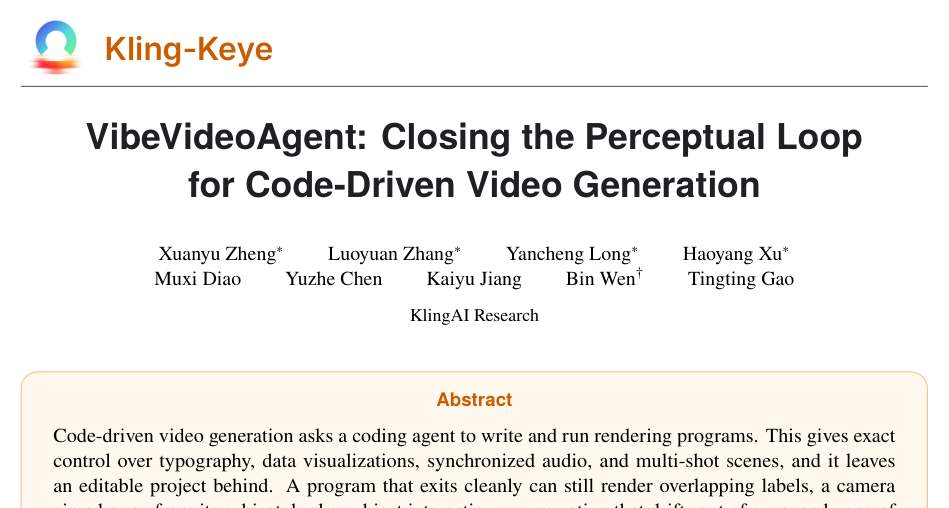 Kling-Keye
VibeVideoAgent: Closing the Perceptual Loop
for Code-Driven Video Generation
Xuanyu Zheng* Luoyuan Zhang* Yancheng Long* Haoyang Xu*
Muxi Diao Yuzhe Chen Kaiyu Jiang Bin Wen† Tingting Gao
KlingAI Research
Abstract
Code-driven video generation asks a coding agent to write and run rendering programs. This gives exact
control over typography, data visualizations, synchronized audio, and multi-shot scenes, and it leaves
an editable project behind. A program that exits cleanly can still render overlapping labels, a camera